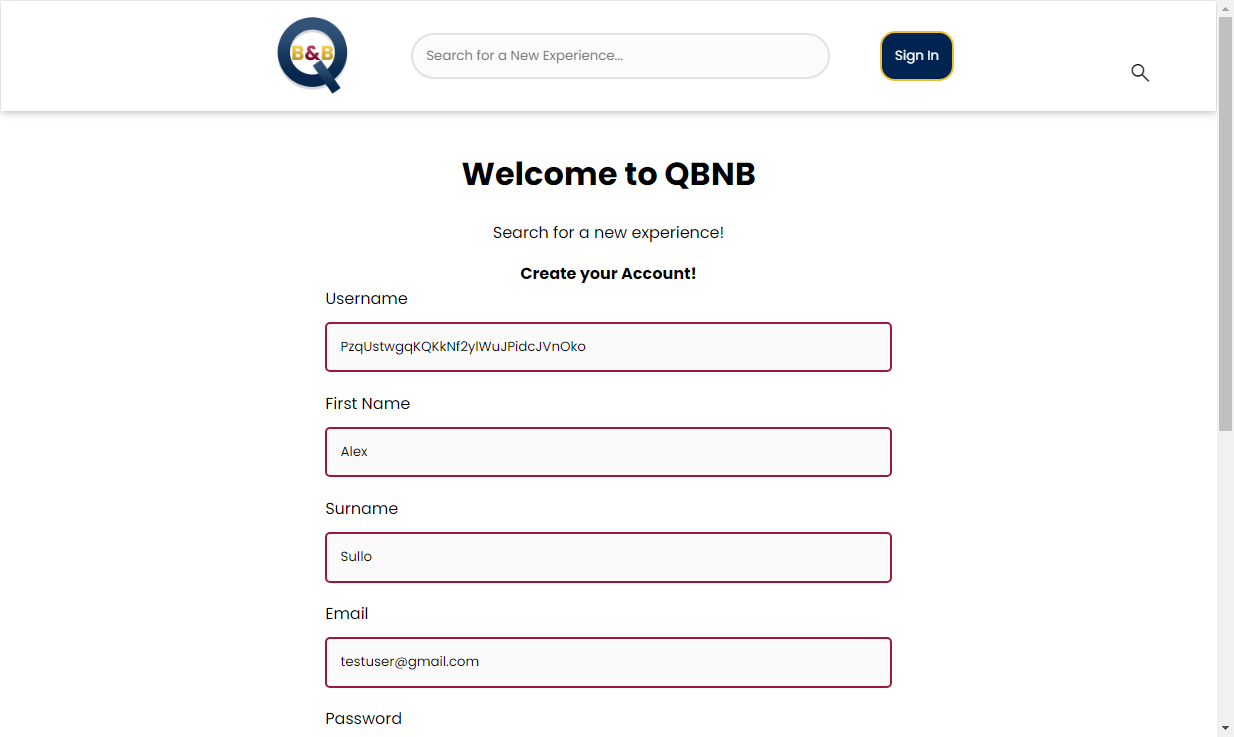 B&B
Search for a New Experience...
Sign In
Welcome to QBNB
Search for a new experience!
Create your Account!
Username
PzqUstwgqKQKkNf2ylWuJPidcJVnOko
First Name
Alex
Surname
Sullo
Email
testuser@gmail.com
Password